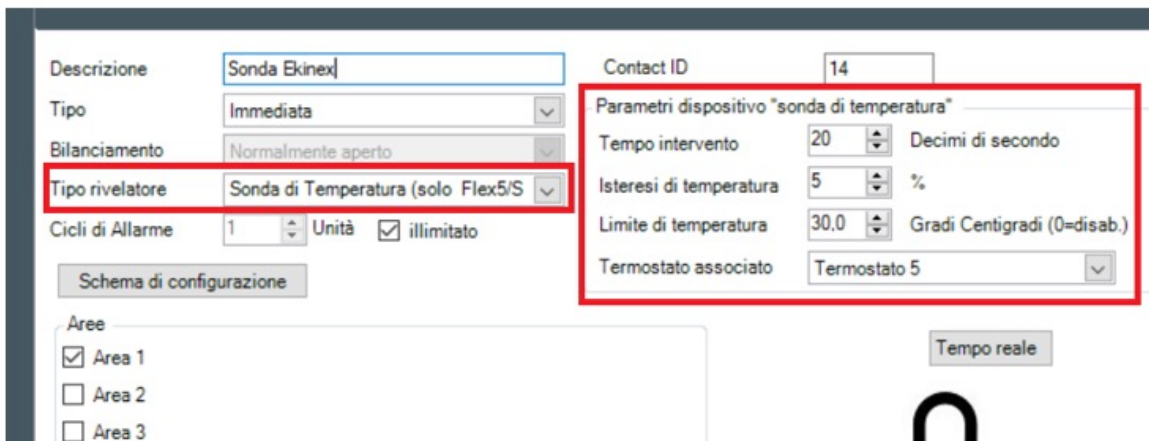 Descrizione Sonda Ekinex
Tipo Immediata
Bilanciamento Normalmente aperto
Tipo rivelatore Sonda di Temperatura (solo Flex5/S
Cicli di Allarme 1 Unità illimitato
Schema di configurazione
Aree
Area 1
Area 2
Area 3
Contact ID 14
Parametri dispositivo "sonda di temperatura"
Tempo intervento 20 Decimi di secondo
Isteresi di temperatura 5 %
Limite di temperatura 30,0 Gradi Centigradi (0=disab.)
Termostato associato Termostato 5
Tempo reale